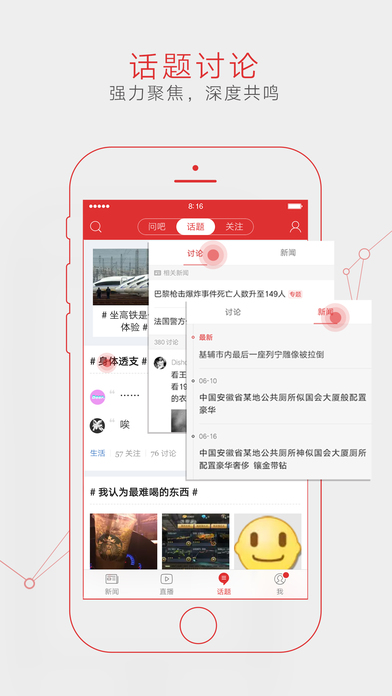 话题讨论
强力聚焦，深度共鸣
8:16
问吧 话题 关注
讨论 新闻
相关新闻
巴黎枪击爆炸事件死亡人数升至149人 专题
法国警方
380 讨论
看王
看19
的衣
# 坐高铁是
体验 #
讨论 新闻
最新
基辅市内最后一座列宁雕像被拉倒
06-10
中国安徽省某地公共厕所似国会大厦般配置
豪华
06-16
中国安徽省某地公共厕所神似国会大厦厕所
配置豪华奢侈 镶金带钻
# 身体透支 #
……
唉
生活 57 关注 76 讨论
# 我认为最难喝的东西 #
新闻 直播 话题 我